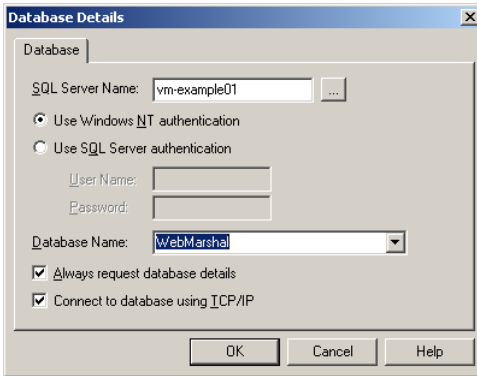 Database Details
Database
SQL Server Name: vm-example01 ...
Use Windows NT authentication
Use SQL Server authentication
User Name:
Password:
Database Name: WebMarshal
Always request database details
Connect to database using TCP/IP
OK Cancel Help